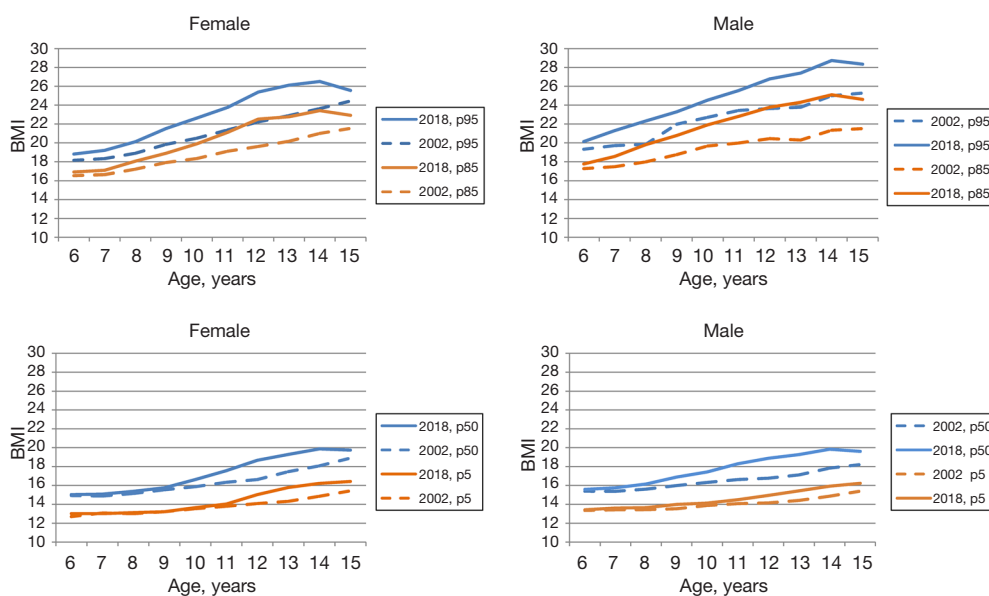 Female
BMI
30
28
26
24
22
20
18
16
14
12
10
6 7 8 9 10 11 12 13 14 15
Age, years
2018, p95
2002, p95
2018, p85
2002, p85
Male
BMI
30
28
26
24
22
20
18
16
14
12
10
6 7 8 9 10 11 12 13 14 15
Age, years
2002, p95
2018, p95
2002, p85
2018, p85
Female
BMI
30
28
26
24
22
20
18
16
14
12
10
6 7 8 9 10 11 12 13 14 15
Age, years
2018, p50
2002, p50
2018, p5
2002, p5
Male
BMI
30
28
26
24
22
20
18
16
14
12
10
6 7 8 9 10 11 12 13 14 15
Age, years
2002, p50
2018, p50
2002 p5
2018, p5